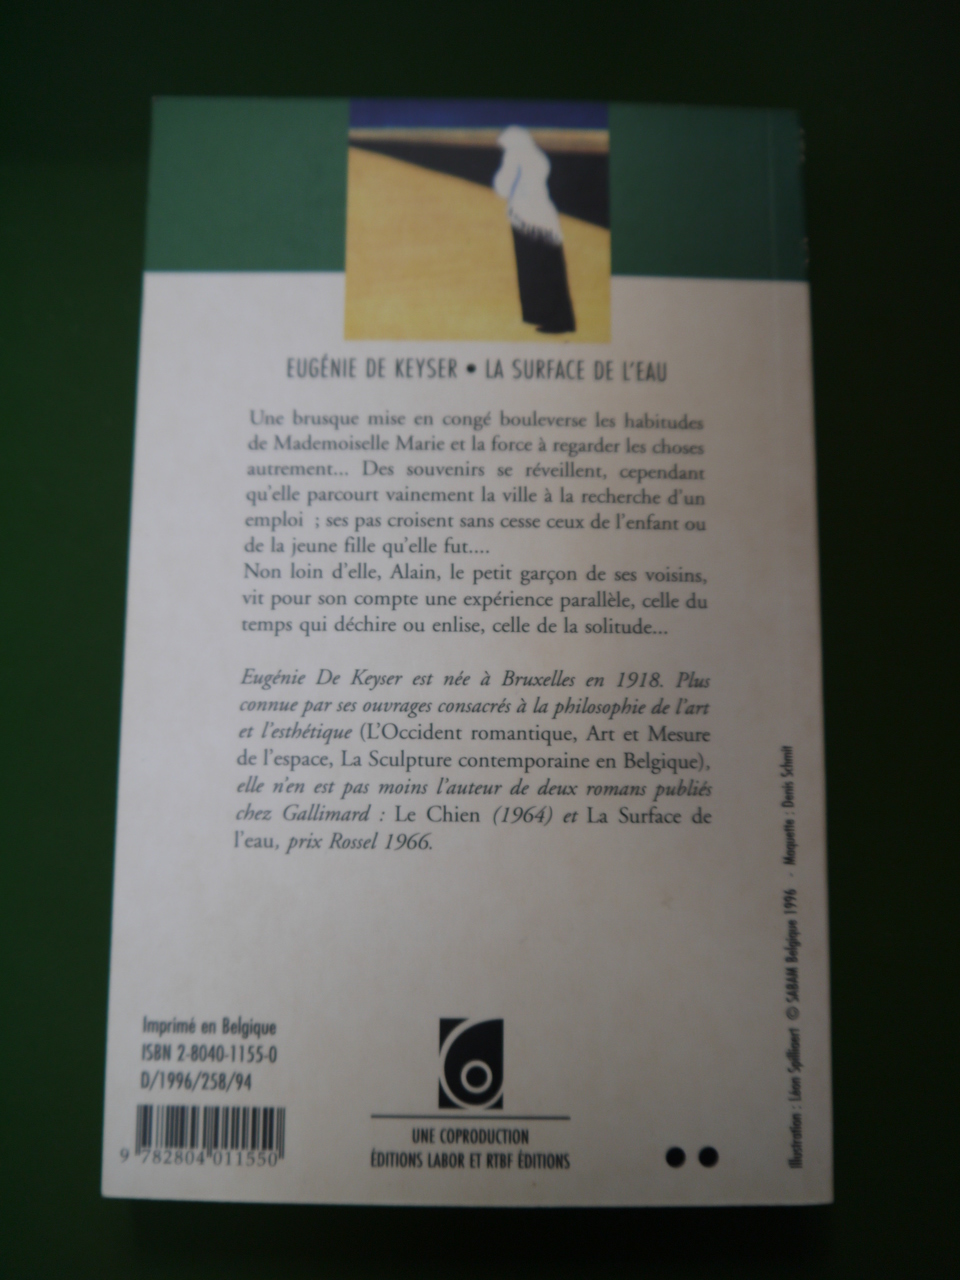 EUGÉNIE DE KEYSER • LA SURFACE DE L'EAU
Une brusque mise en congé bouleverse les habitudes
de Mademoiselle Marie et la force à regarder les choses
autrement... Des souvenirs se réveillent, cependant
qu'elle parcourt vainement la ville à la recherche d'un
emploi ; ses pas croisent sans cesse ceux de l'enfant ou
de la jeune fille qu'elle fut....
Non loin d'elle, Alain, le petit garçon de ses voisins,
vit pour son compte une expérience parallèle, celle du
temps qui déchire ou enlise, celle de la solitude...
Eugénie De Keyser est née à Bruxelles en 1918. Plus
connue par ses ouvrages consacrés à la philosophie de l'art
et l'esthétique (L'Occident romantique, Art et Mesure
de l'espace, La Sculpture contemporaine en Belgique),
elle n'en est pas moins l'auteur de deux romans publiés
chez Gallimard : Le Chien (1964) et La Surface de
l'eau, prix Rossel 1966.
Imprimé en Belgique
ISBN 2-8040-1155-0
D/1996/258/94
9 782804 011550
UNE COPRODUCTION
ÉDITIONS LABOR ET RTBF ÉDITIONS
Illustration : Léon Spilliaert © SABAM Belgique 1996 - Maquette : Denis Schmit